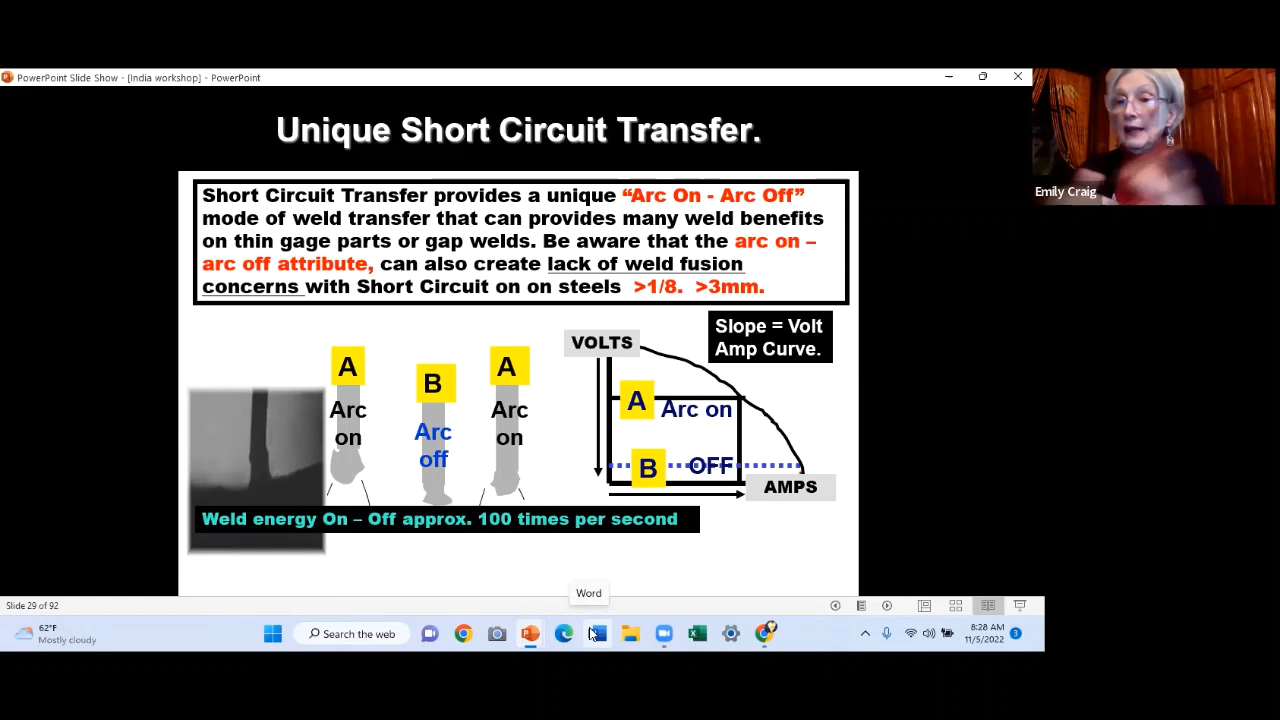 PowerPoint Slide Show - [India workshop] - PowerPoint
Unique Short Circuit Transfer.
Emily Craig
Short Circuit Transfer provides a unique “Arc On - Arc Off”
mode of weld transfer that can provides many weld benefits
on thin gage parts or gap welds. Be aware that the arc on –
arc off attribute, can also create lack of weld fusion
concerns with Short Circuit on on steels >1/8. >3mm.
Slope = Volt
Amp Curve.
VOLTS
A
B
A
Arc
on
Arc
off
Arc
on
A Arc on
B OFF
AMPS
Weld energy On – Off approx. 100 times per second
Word
Slide 29 of 92
62°F
Mostly cloudy
Search the web
8:28 AM
11/5/2022
3